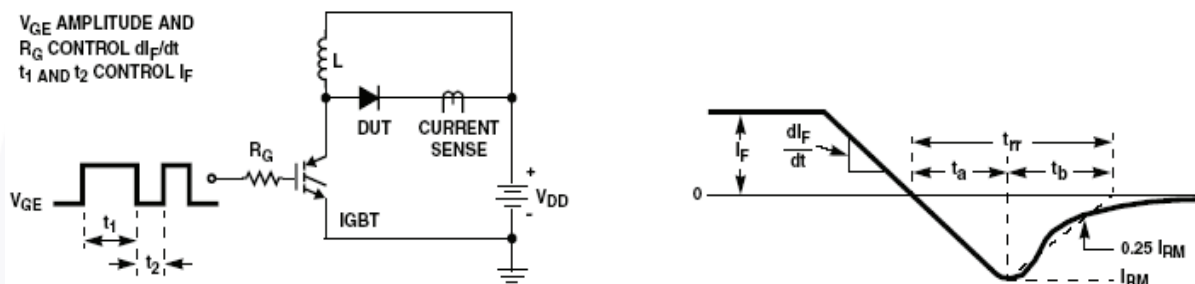 VGE AMPLITUDE AND
RG CONTROL dIF/dt
t1 AND t2 CONTROL IF
L
DUT
CURRENT
SENSE
RG
VGE
IGBT
+
VDD
-
t1
t2
IF
dIF
dt
trr
ta
tb
0
0.25 IRM
IRM